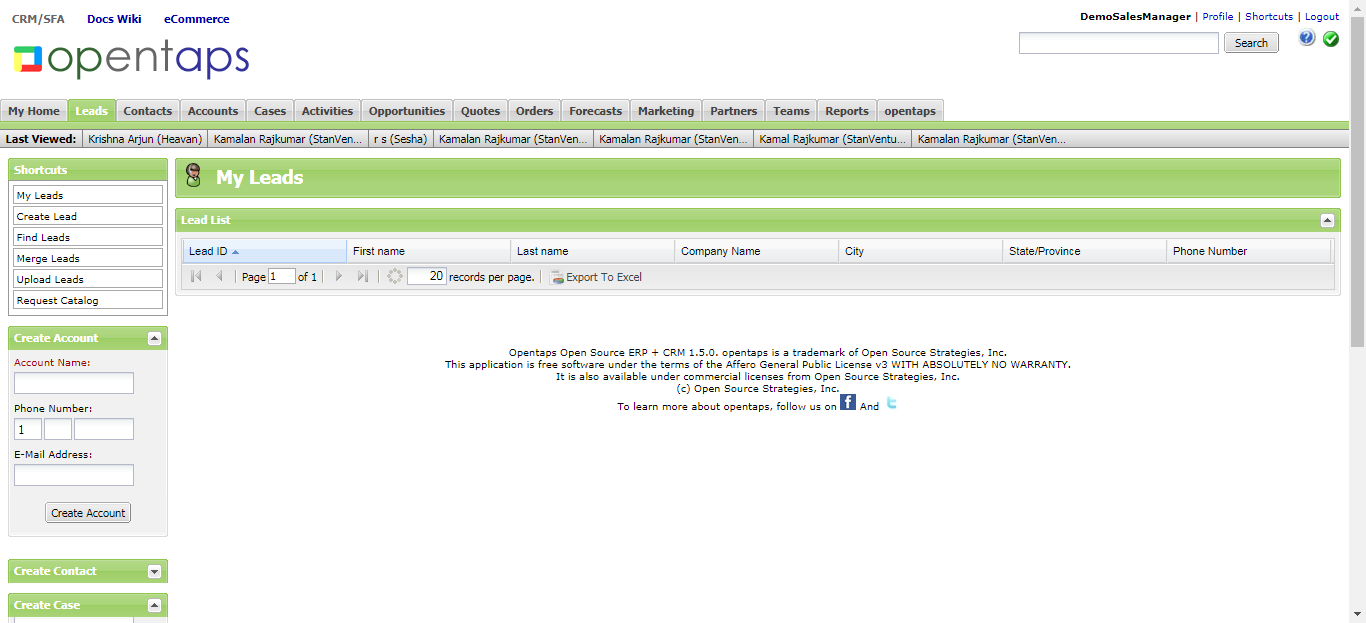 CRM/SFA Docs Wiki eCommerce
DemoSalesManager | Profile | Shortcuts | Logout
opentaps
Search
My Home Leads Contacts Accounts Cases Activities Opportunities Quotes Orders Forecasts Marketing Partners Teams Reports opentaps
Last Viewed: Krishna Arjun (Heavan) Kamalan Rajkumar (StanVen... r s (Sesha) Kamalan Rajkumar (StanVen... Kamalan Rajkumar (StanVen... Kamal Rajkumar (StanVentu... Kamalan Rajkumar (StanVen...
Shortcuts
My Leads
Create Lead
Find Leads
Merge Leads
Upload Leads
Request Catalog
Create Account
Account Name:
Phone Number:
1
E-Mail Address:
Create Account
Create Contact
Create Case
My Leads
Lead List
Lead ID First name Last name Company Name City State/Province Phone Number
Page 1 of 1 20 records per page. Export To Excel
Opentaps Open Source ERP + CRM 1.5.0. opentaps is a trademark of Open Source Strategies, Inc.
This application is free software under the terms of the Affero General Public License v3 WITH ABSOLUTELY NO WARRANTY.
It is also available under commercial licenses from Open Source Strategies, Inc.
(c) Open Source Strategies, Inc.
To learn more about opentaps, follow us on f And t